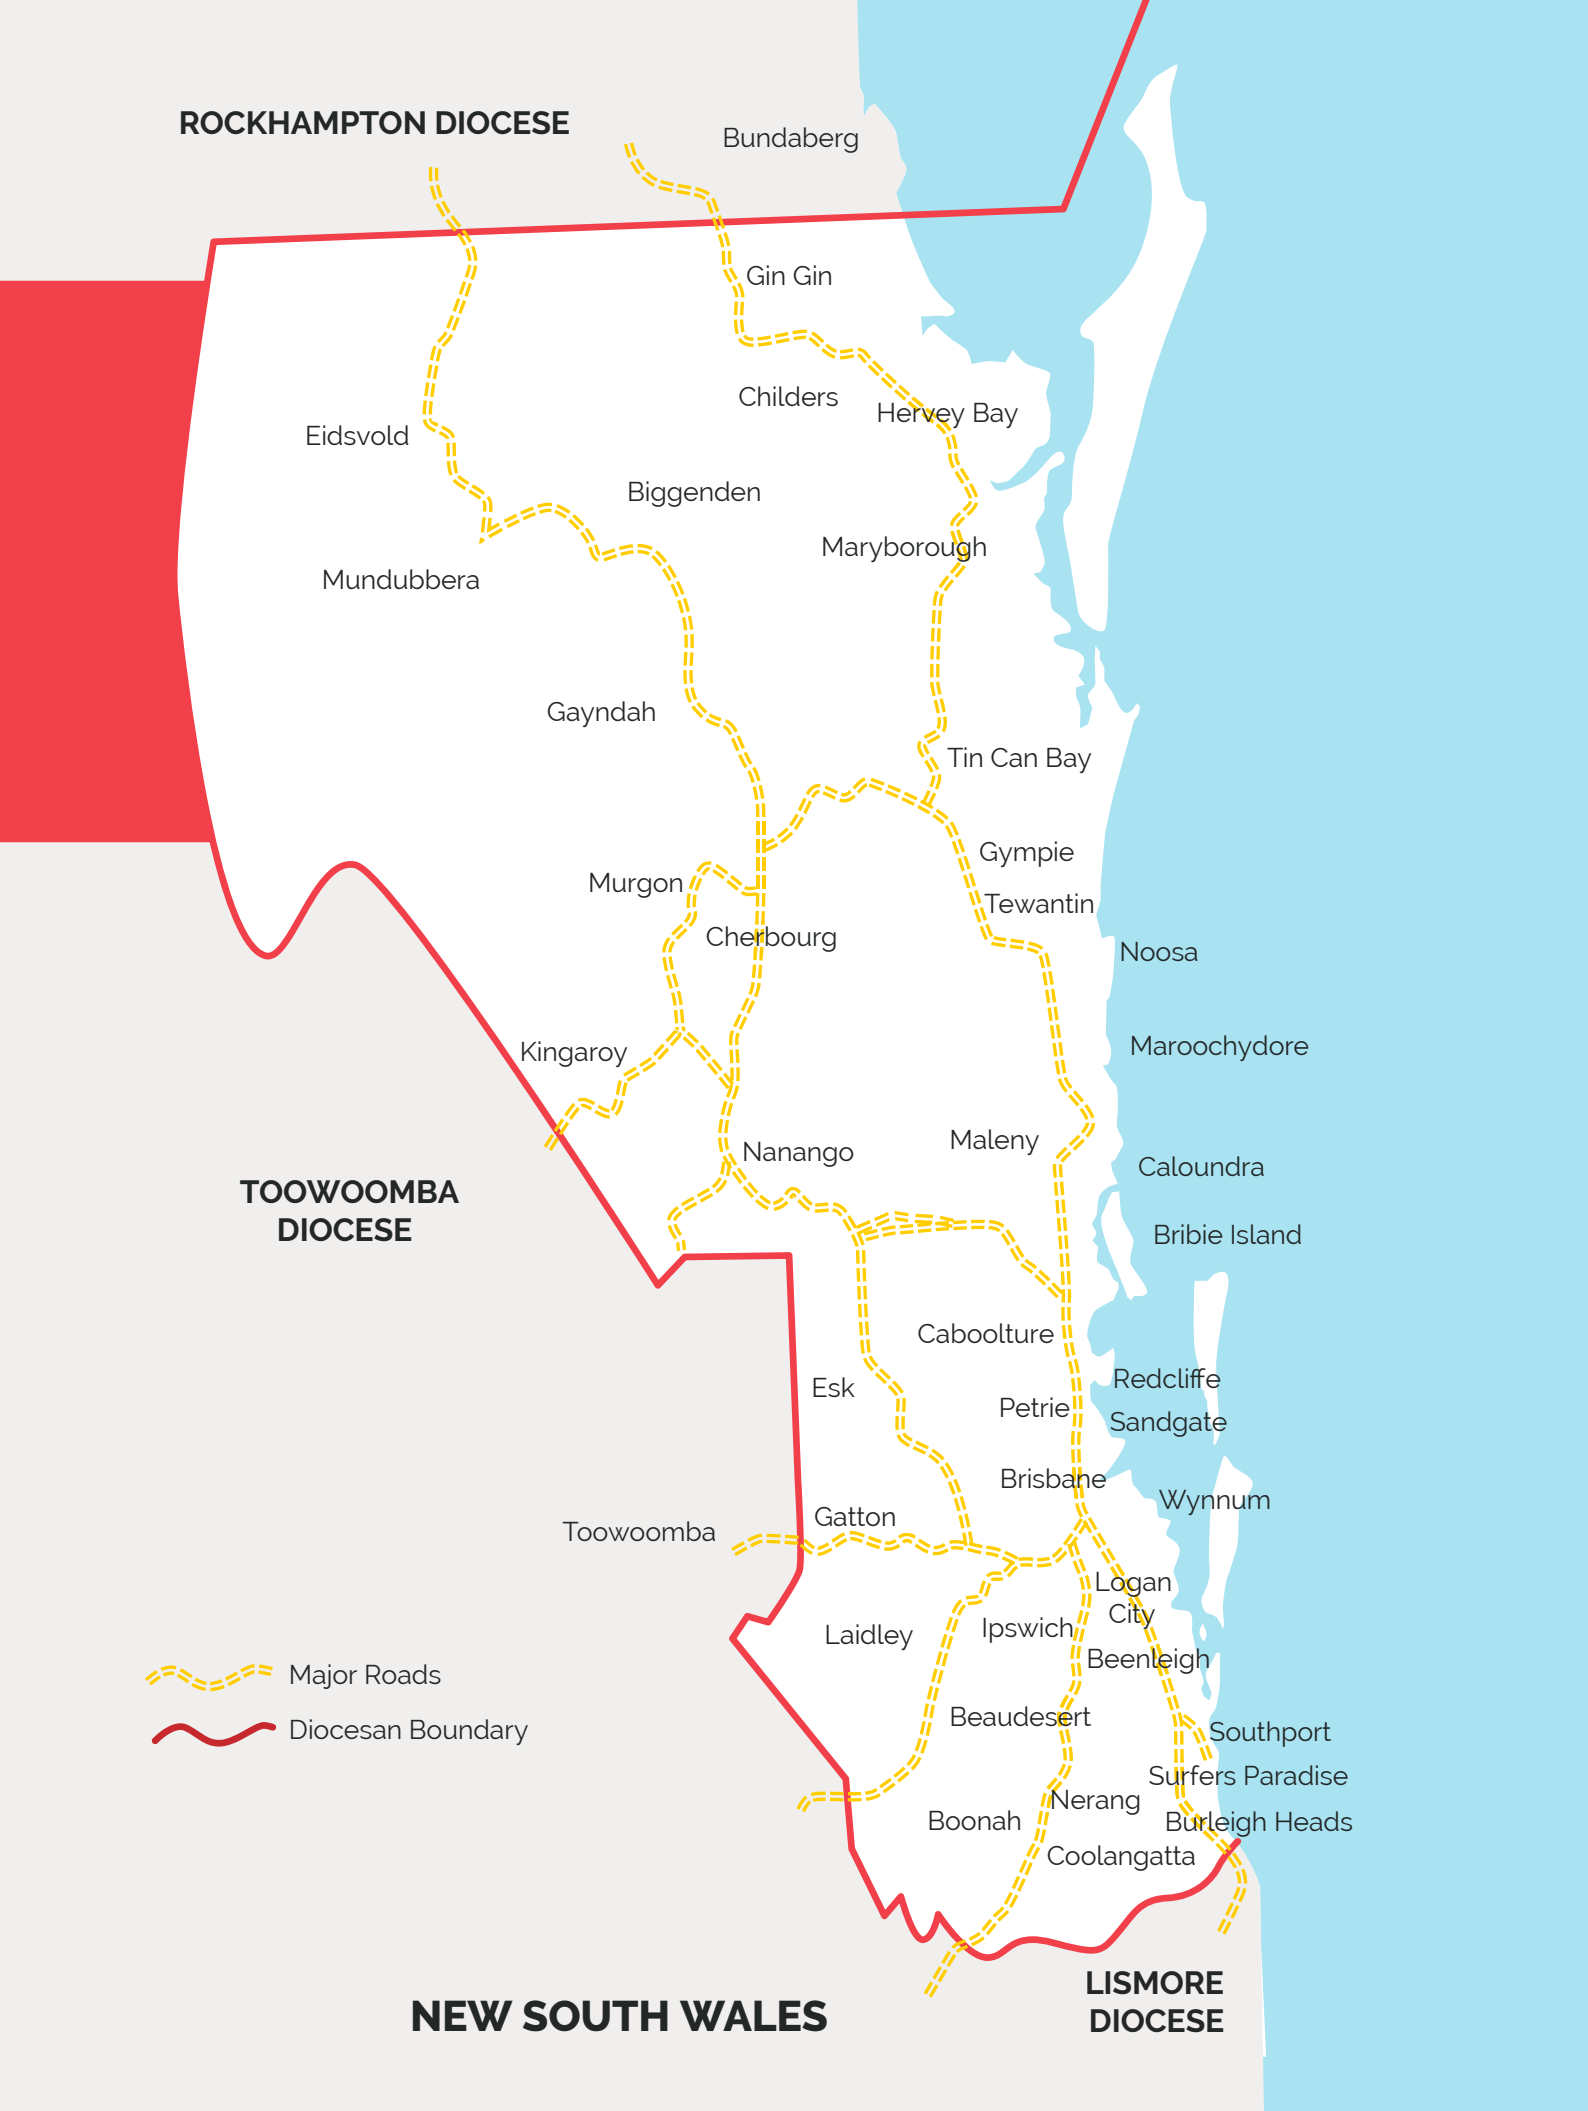 ROCKHAMPTON DIOCESE
Bundaberg
Gin Gin
Childers
Hervey Bay
Eidsvold
Biggenden
Maryborough
Mundubbera
Gayndah
Tin Can Bay
Gympie
Murgon
Tewantin
Cherbourg
Noosa
Maroochydore
Kingaroy
Maleny
Nanango
Caloundra
TOOWOOMBA
DIOCESE
Bribie Island
Caboolture
Redcliffe
Esk
Petrie
Sandgate
Brisbane
Wynnum
Gatton
Toowoomba
Logan
City
Ipswich
Laidley
Beenleigh
Major Roads
Beaudesert
Diocesan Boundary
Southport
Surfers Paradise
Nerang
Boonah
Burleigh Heads
Coolangatta
LISMORE
DIOCESE
NEW SOUTH WALES